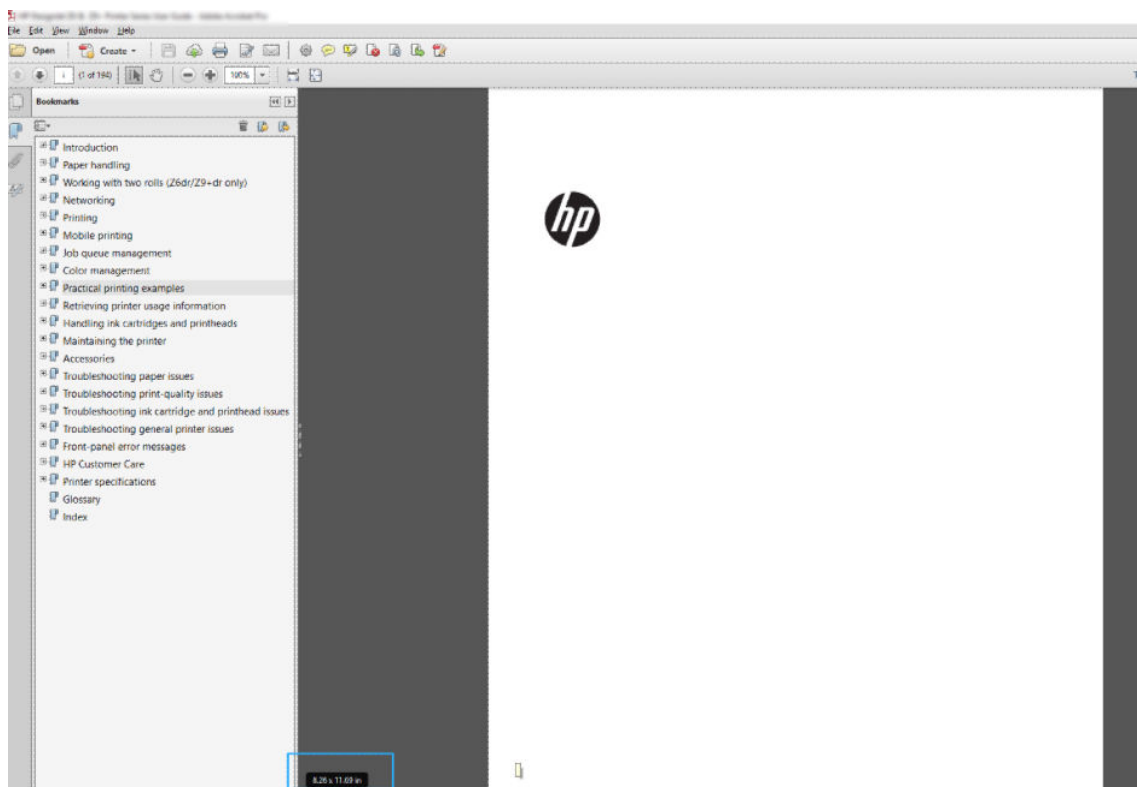 File Edit View Window Help
Open Create
1 (1 of 194) 100%
Bookmarks
Introduction
Paper handling
Working with two rolls (Z6dr/Z9+dr only)
Networking
Printing
Mobile printing
Job queue management
Color management
Practical printing examples
Retrieving printer usage information
Handling ink cartridges and printheads
Maintaining the printer
Accessories
Troubleshooting paper issues
Troubleshooting print-quality issues
Troubleshooting ink cartridge and printhead issues
Troubleshooting general printer issues
Front-panel error messages
HP Customer Care
Printer specifications
Glossary
Index
hp
8.26 x 11.69 in